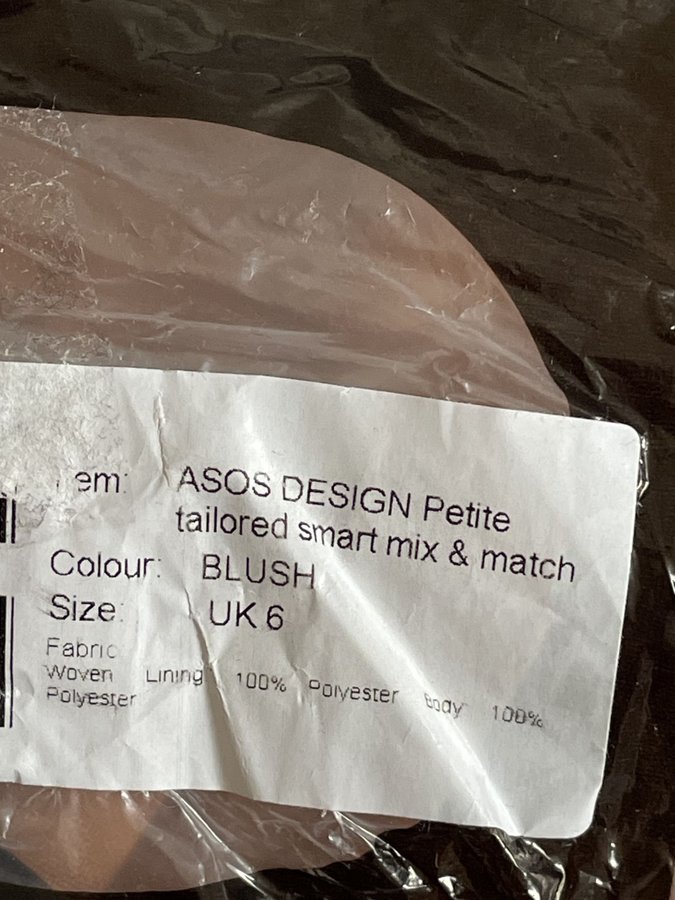 em: ASOS DESIGN Petite
tailored smart mix & match
Colour: BLUSH
Size: UK 6
Fabric
Woven Lining 100% Polyester Body 100%
Polyester